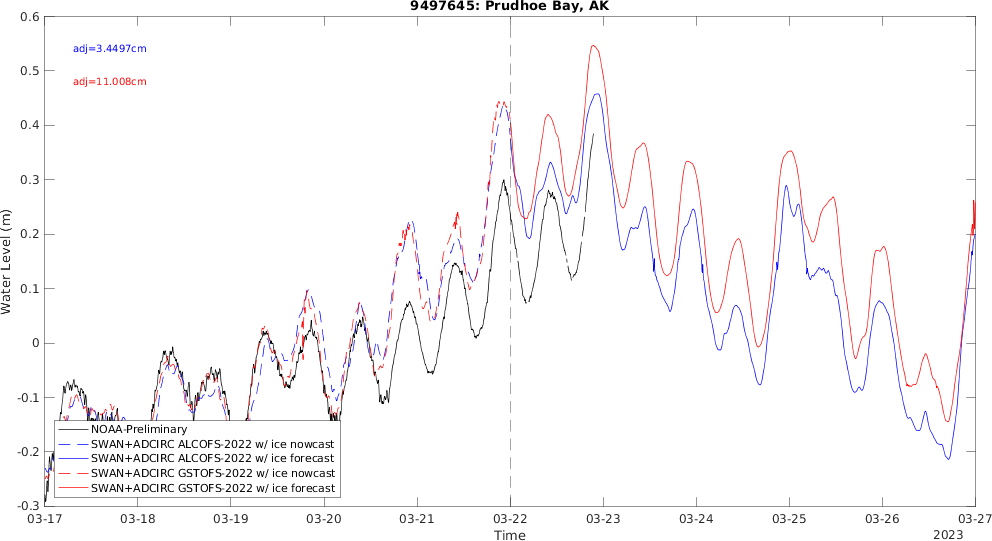 9497645: Prudhoe Bay, AK
adj=3.4497cm
adj=11.008cm
Water Level (m)
0.6
0.5
0.4
0.3
0.2
0.1
0
-0.1
-0.2
-0.3
NOAA-Preliminary
SWAN+ADCIRC ALCOFS-2022 w/ ice nowcast
SWAN+ADCIRC ALCOFS-2022 w/ ice forecast
SWAN+ADCIRC GSTOFS-2022 w/ ice nowcast
SWAN+ADCIRC GSTOFS-2022 w/ ice forecast
03-17 03-18 03-19 03-20 03-21 03-22 03-23 03-24 03-25 03-26 03-27
Time
2023